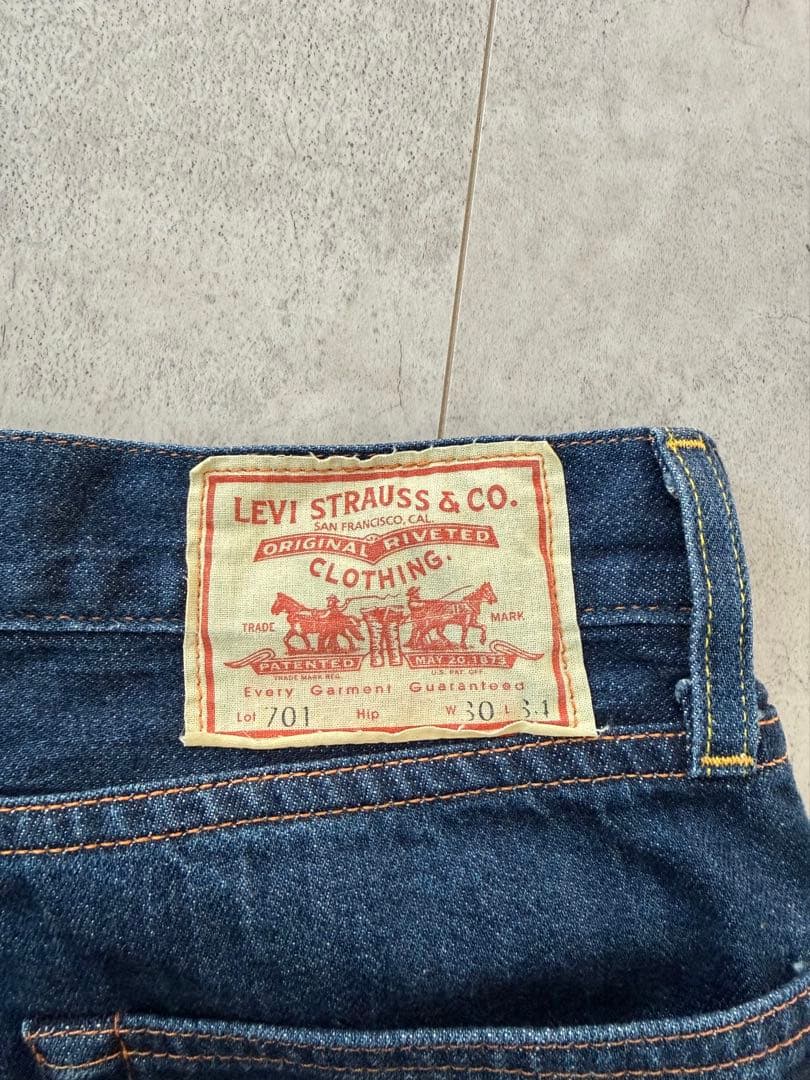 LEVI STRAUSS & CO.
SAN FRANCISCO, CAL.
ORIGINAL RIVETED
CLOTHING.
TRADE MARK
PATENTED MAY 20.1873
TRADE MARK REG. U.S. PAT. OFF.
Every Garment Guaranteed
Lot 701 Hip W 30 L 34